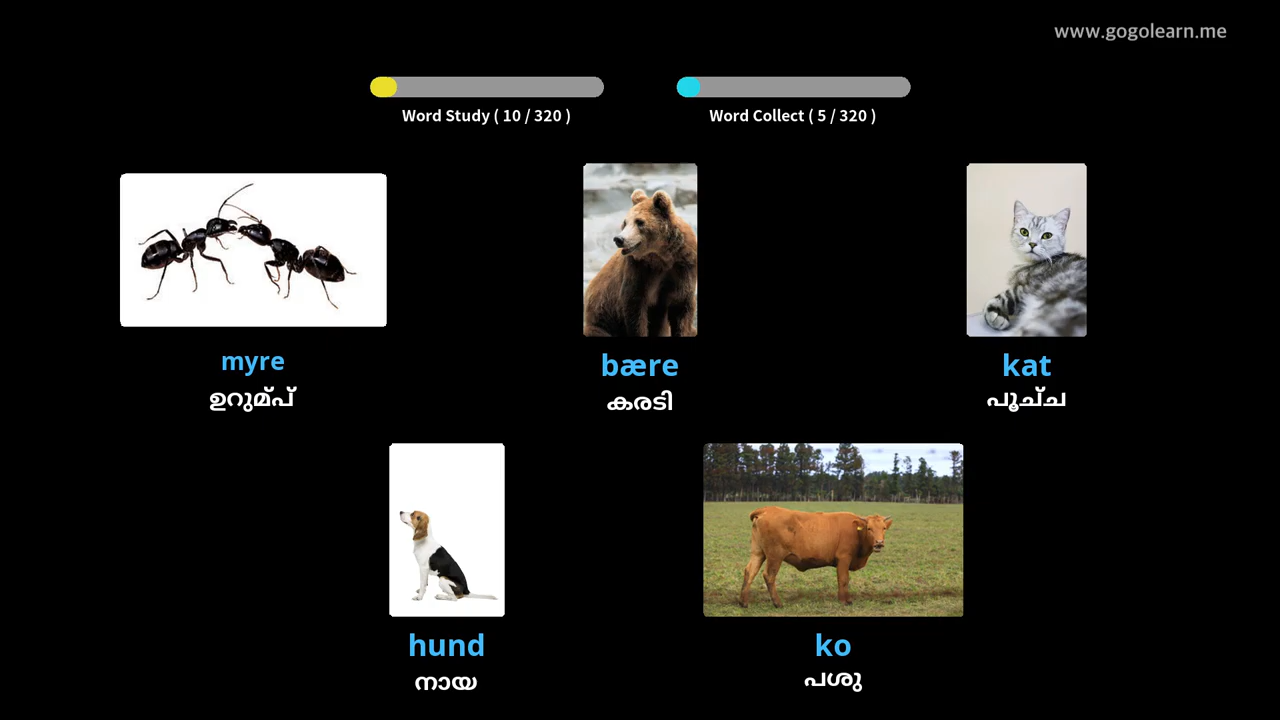 www.gogolearn.me
Word Study ( 10 / 320 )
Word Collect ( 5 / 320 )
myre
ഉറുമ്പ്
bære
കരടി
kat
പൂച്ച
hund
നായ
ko
പശു